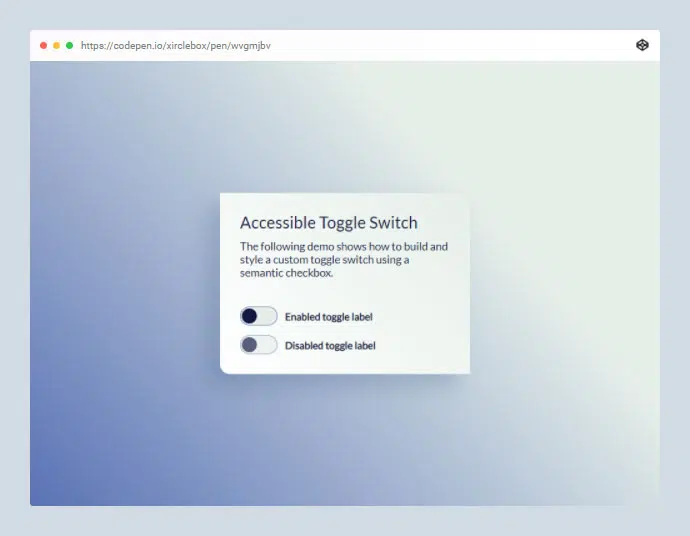 https://codepen.io/xirclebox/pen/wvgmjbv
Accessible Toggle Switch
The following demo shows how to build and
style a custom toggle switch using a
semantic checkbox.
Enabled toggle label
Disabled toggle label